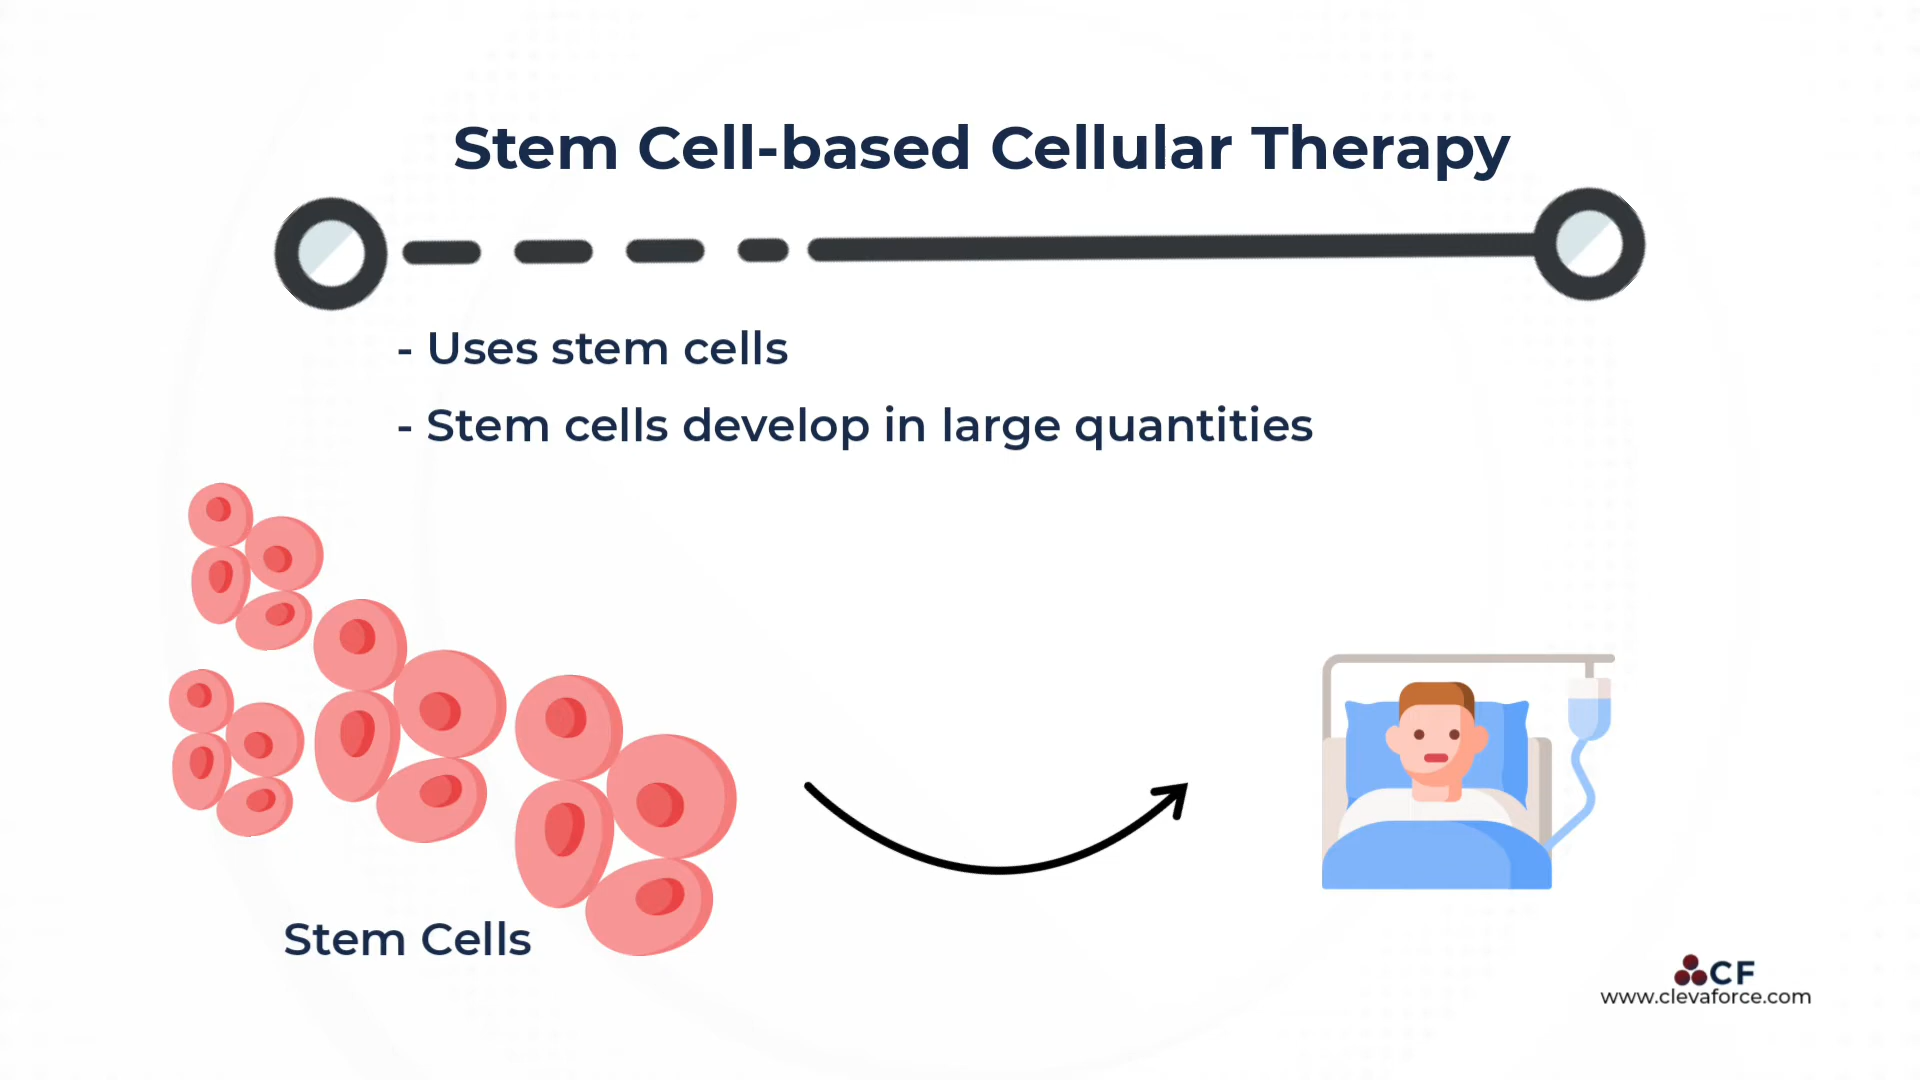 Stem Cell-based Cellular Therapy
- Uses stem cells
- Stem cells develop in large quantities
Stem Cells
CF
www.clevaforce.com